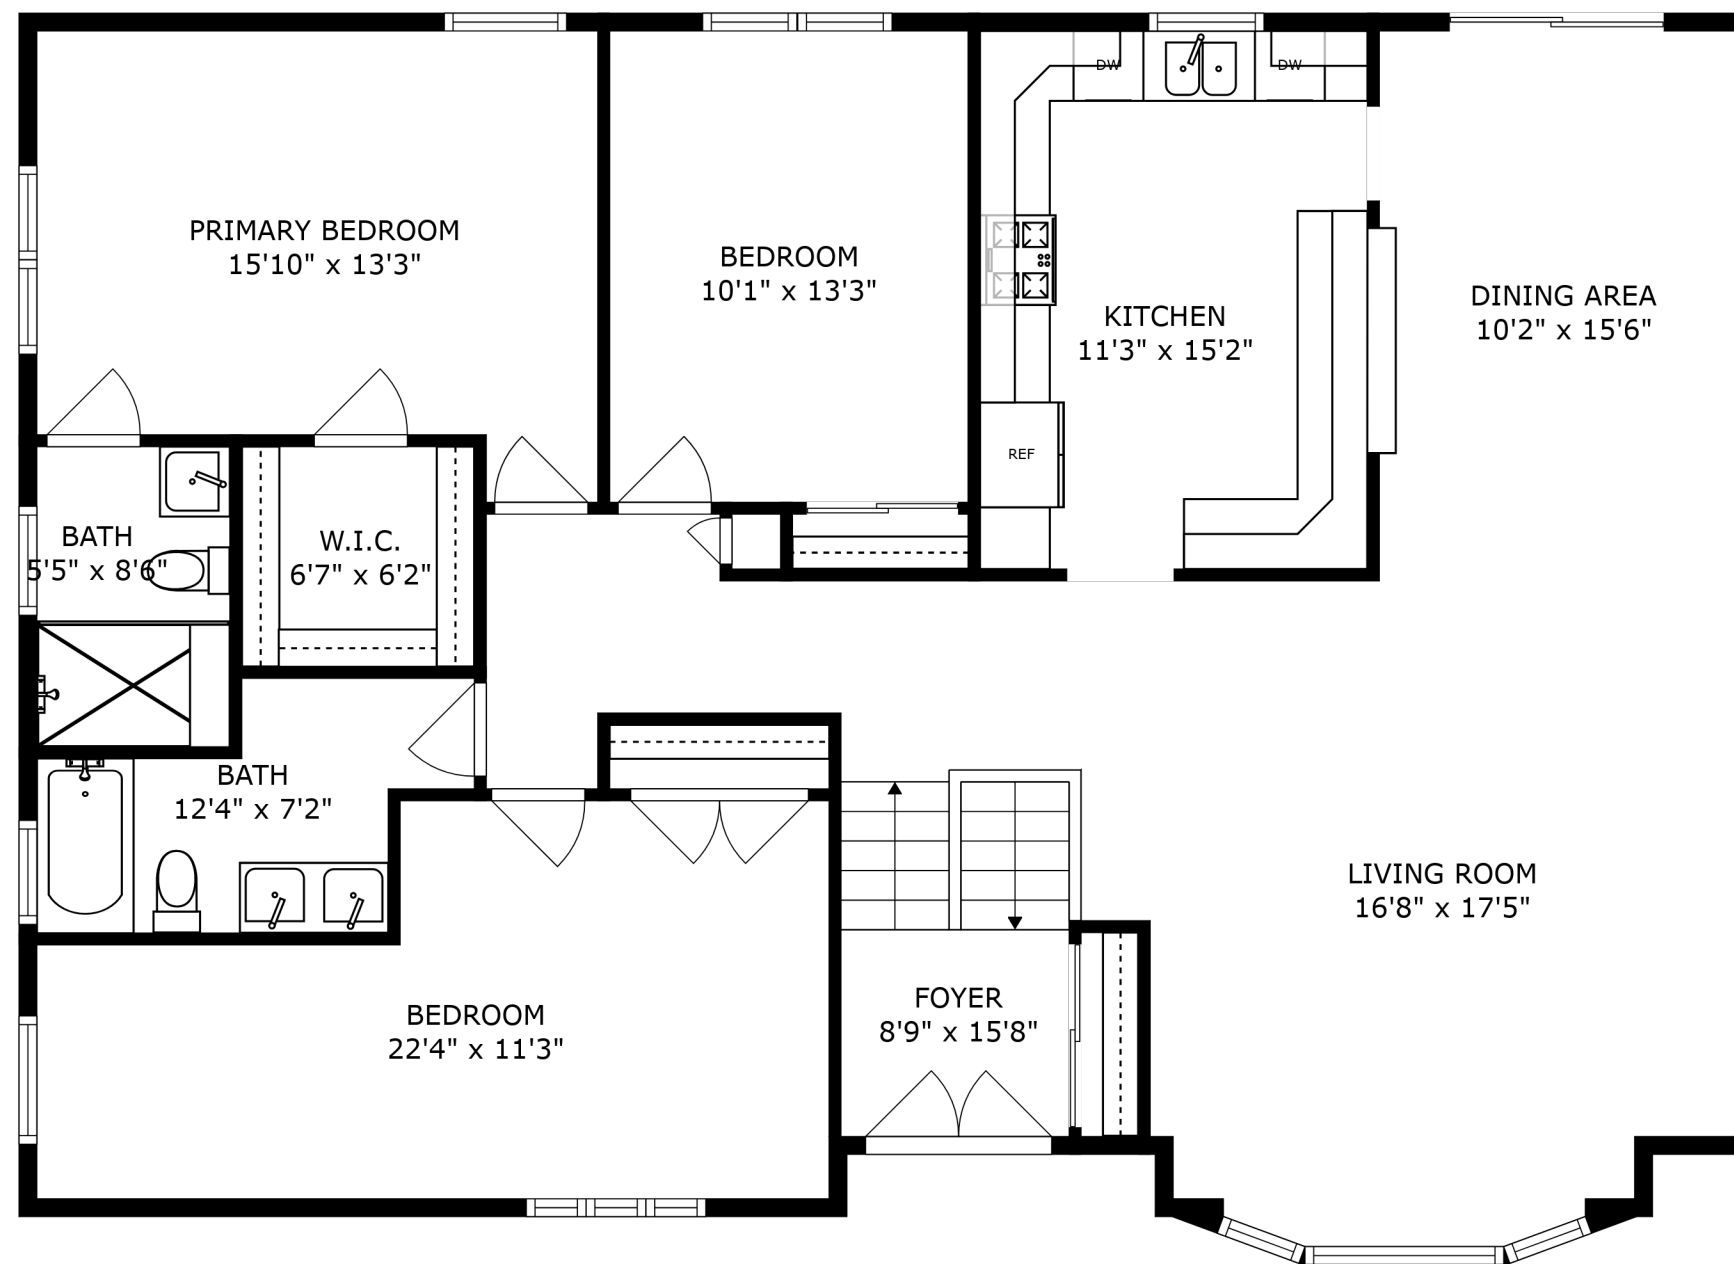 DW
DW
PRIMARY BEDROOM
15'10" x 13'3"
BEDROOM
10'1" x 13'3"
KITCHEN
11'3" x 15'2"
DINING AREA
10'2" x 15'6"
REF
BATH
5'5" x 8'6"
W.I.C.
6'7" x 6'2"
BATH
12'4" x 7'2"
LIVING ROOM
16'8" x 17'5"
BEDROOM
22'4" x 11'3"
FOYER
8'9" x 15'8"